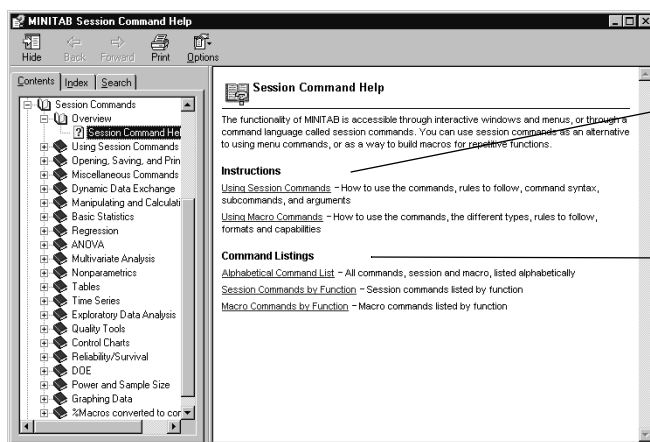 MINITAB Session Command Help
Hide Back Forward Print Options
Contents Index Search
Session Commands
Overview
Session Command Hel
Using Session Commands
Opening, Saving, and Prin
Miscellaneous Commands
Dynamic Data Exchange
Manipulating and Calculati
Basic Statistics
Regression
ANOVA
Multivariate Analysis
Nonparametrics
Tables
Time Series
Exploratory Data Analysis
Quality Tools
Control Charts
Reliability/Survival
DOE
Power and Sample Size
Graphing Data
%Macros converted to cor
Session Command Help
The functionality of MINITAB is accessible through interactive windows and menus, or through a
command language called session commands. You can use session commands as an alternative
to using menu commands, or as a way to build macros for repetitive functions.
Instructions
Using Session Commands - How to use the commands, rules to follow, command syntax,
subcommands, and arguments
Using Macro Commands - How to use the commands, the different types, rules to follow,
formats and capabilities
Command Listings
Alphabetical Command List - All commands, session and macro, listed alphabetically
Session Commands by Function - Session commands listed by function
Macro Commands by Function - Macro commands listed by function